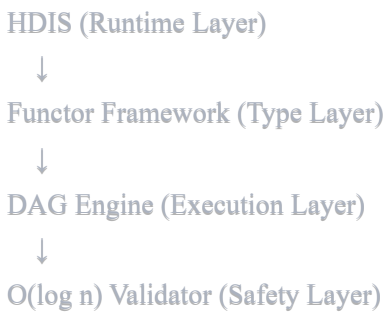 HDIS (Runtime Layer)
↓
Functor Framework (Type Layer)
↓
DAG Engine (Execution Layer)
↓
O(log n) Validator (Safety Layer)